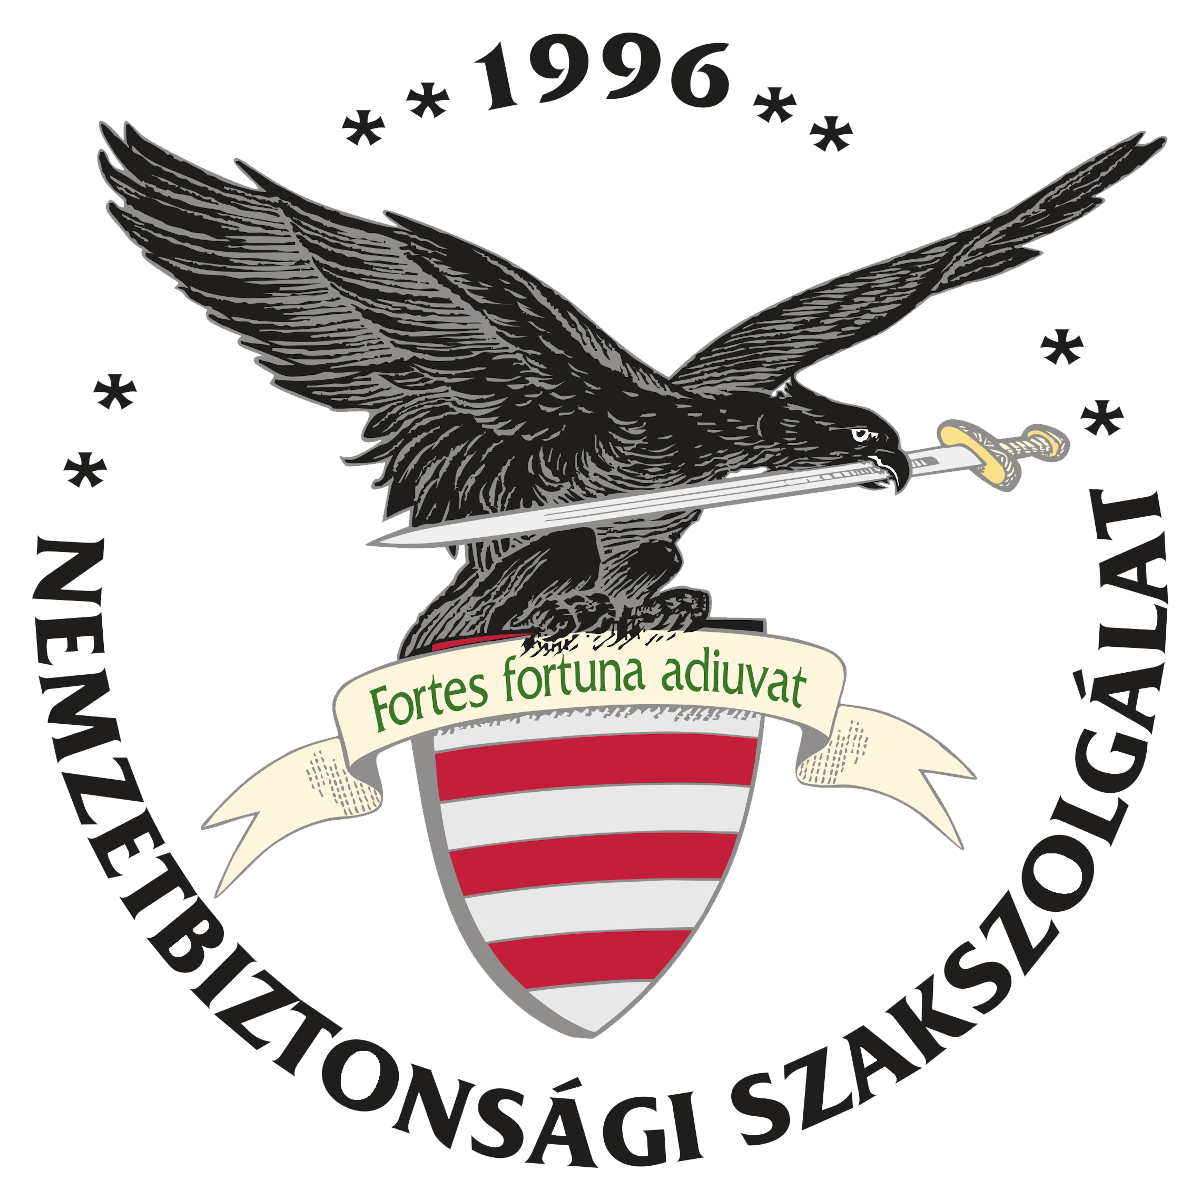 * * 1996 * *
Fortes fortuna adiuvat
* * NEMZETBIZTONSÁGI SZAKSZOLGÁLAT * *